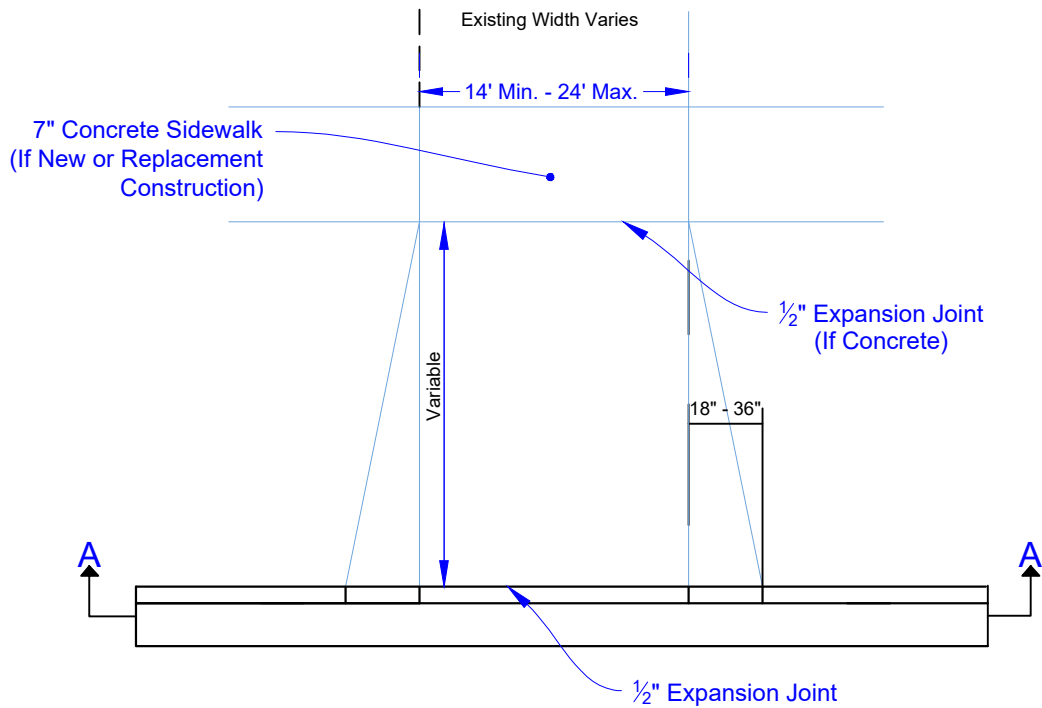 Existing Width Varies
14' Min. - 24' Max.
7" Concrete Sidewalk
(If New or Replacement
Construction)
½" Expansion Joint
(If Concrete)
Variable
18" - 36"
A
A
½" Expansion Joint